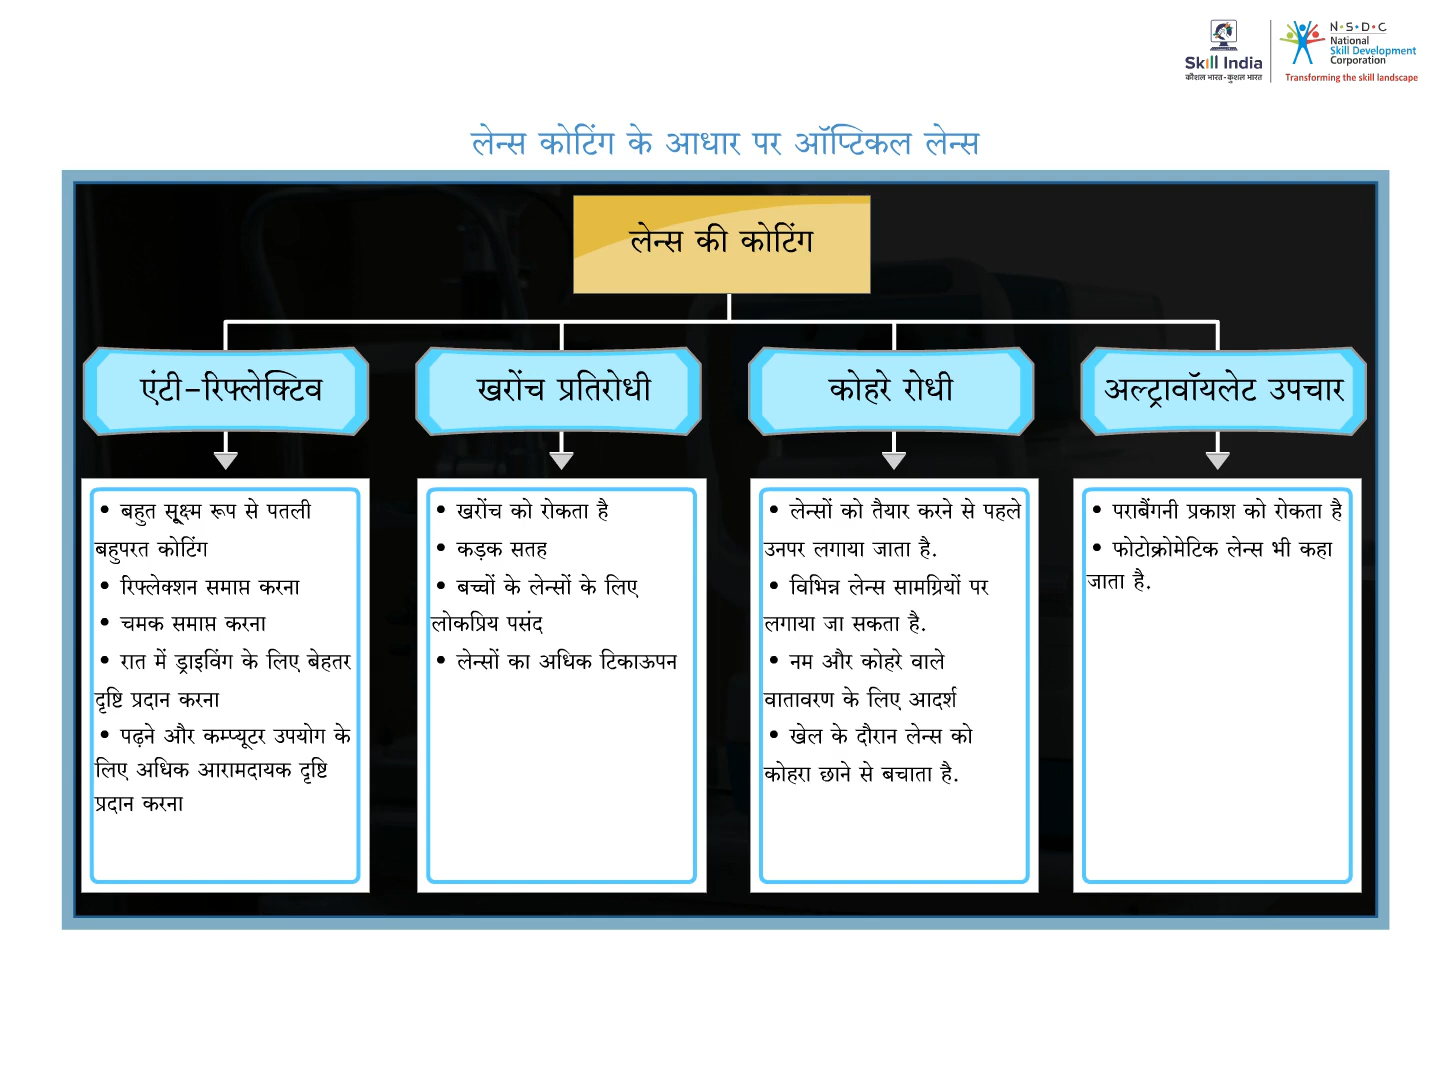 Skill India
कौशल भारत-कुशल भारत
N·S·D·C
National
Skill Development
Corporation
Transforming the skill landscape
लेन्स कोटिंग के आधार पर ऑप्टिकल लेन्स
लेन्स की कोटिंग
एंटी-रिफ्लेक्टिव
• बहुत सूक्ष्म रूप से पतली
बहुपरत कोटिंग
• रिफ्लेक्शन समाप्त करना
• चमक समाप्त करना
• रात में ड्राइविंग के लिए बेहतर
दृष्टि प्रदान करना
• पढ़ने और कम्प्यूटर उपयोग के
लिए अधिक आरामदायक दृष्टि
प्रदान करना
खरोंच प्रतिरोधी
• खरोंच को रोकता है
• कड़क सतह
• बच्चों के लेन्सों के लिए
लोकप्रिय पसंद
• लेन्सों का अधिक टिकाऊपन
कोहरे रोधी
• लेन्सों को तैयार करने से पहले
उनपर लगाया जाता है.
• विभिन्न लेन्स सामग्रियों पर
लगाया जा सकता है.
• नम और कोहरे वाले
वातावरण के लिए आदर्श
• खेल के दौरान लेन्स को
कोहरा छाने से बचाता है.
अल्ट्रावॉयलेट उपचार
• पराबैंगनी प्रकाश को रोकता है
• फोटोक्रोमेटिक लेन्स भी कहा
जाता है.